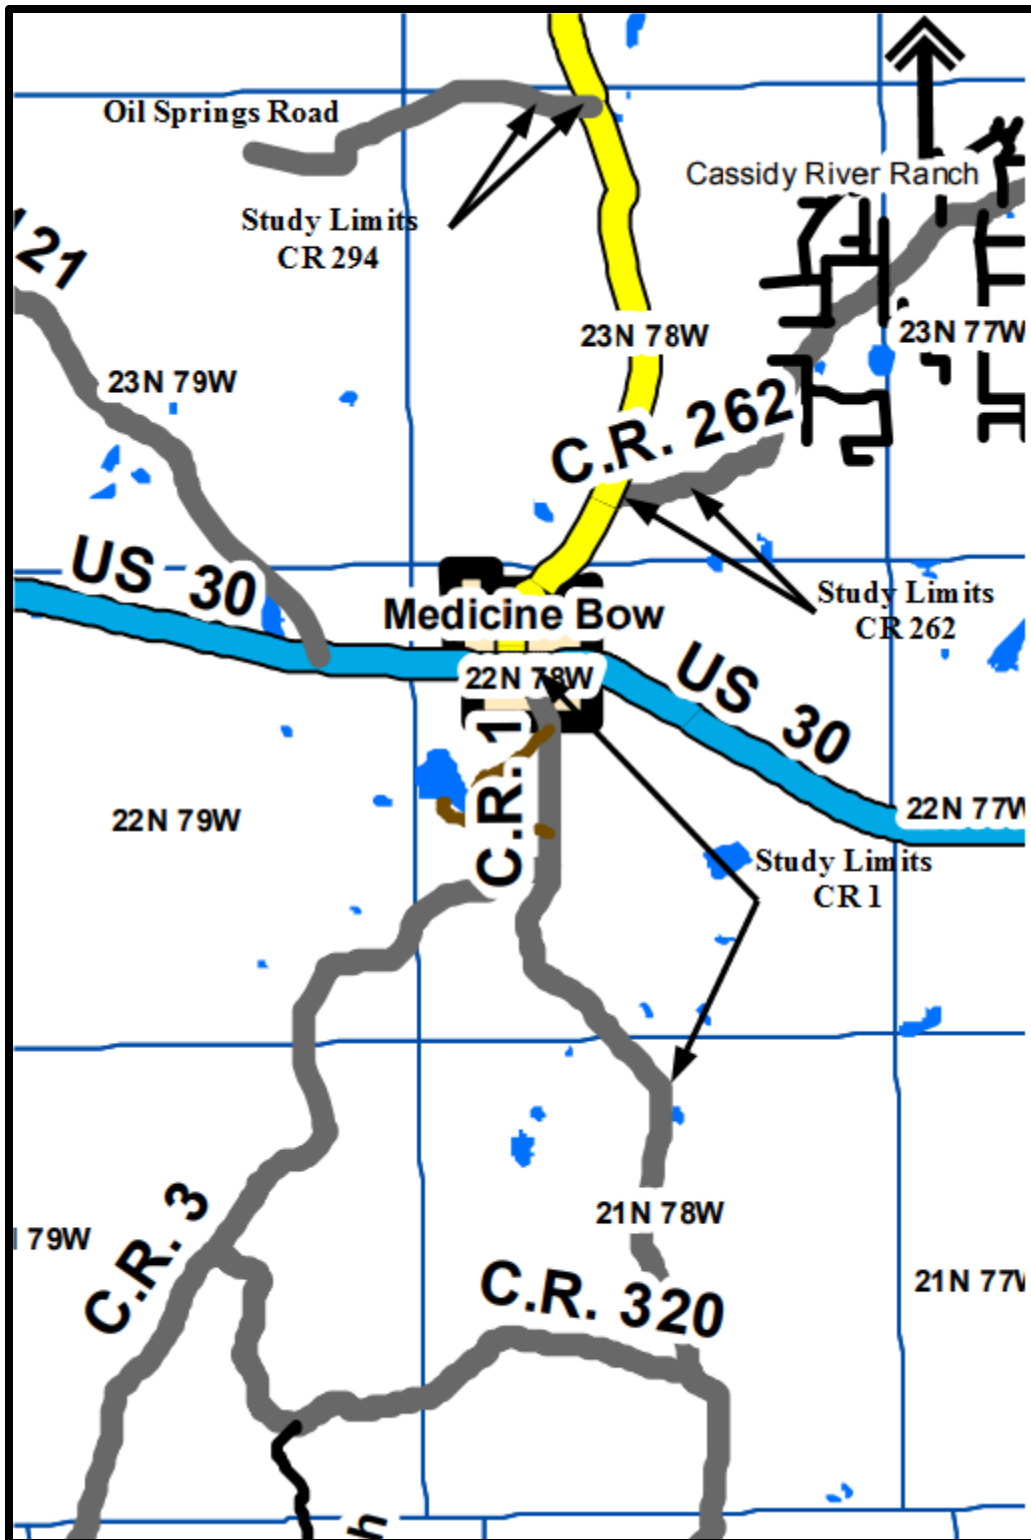 Oil Springs Road
Cassidy River Ranch
Study Limits
CR 294
121
23N 78W
23N 77W
23N 79W
C.R. 262
US 30
Study Limits
CR 262
Medicine Bow
22N 78W
US 30
C.R. 1
22N 79W
22N 77W
Study Limits
CR 1
C.R. 3
21N 78W
79W
21N 77W
C.R. 320
h